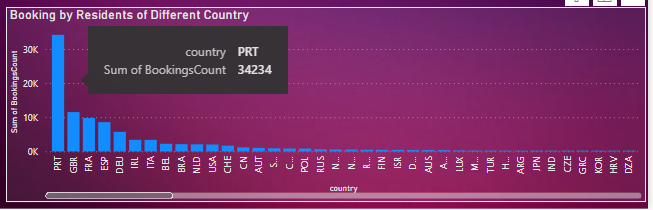 Booking by Residents of Different Country
country PRT
Sum of BookingsCount 34234
Sum of BookingsCount
30K
20K
10K
0K
PRT GBR FRA ESP DEU IRL ITA BEL BRA NLD USA CHE CN AUT S... C... POL RUS N... N... R... FIN ISR D... AUS A... LUX M... TUR H... ARG JPN IND CZE GRC KOR HRV DZA
country